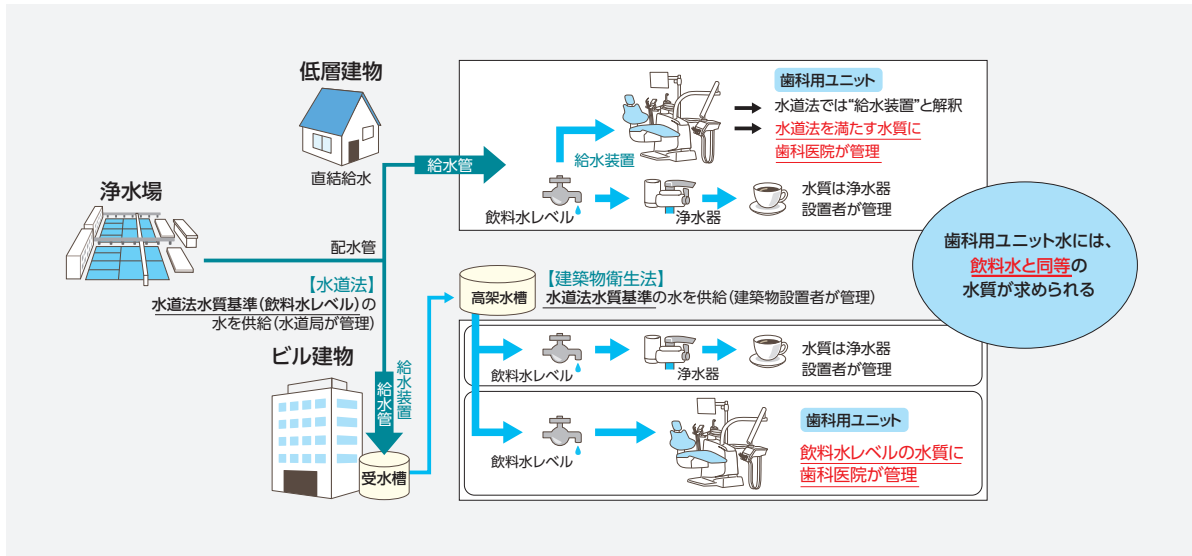 低層建物
直結給水
浄水場
配水管
【水道法】
水道法水質基準(飲料水レベル)の
水を供給(水道局が管理)
給水管
給水装置
飲料水レベル
浄水器
水質は浄水器
設置者が管理
歯科用ユニット
水道法では“給水装置”と解釈
水道法を満たす水質に
歯科医院が管理
ビル建物
給水管
給水装置
受水槽
高架水槽
【建築物衛生法】
水道法水質基準の水を供給(建築物設置者が管理)
飲料水レベル
浄水器
水質は浄水器
設置者が管理
飲料水レベル
歯科用ユニット
飲料水レベルの水質に
歯科医院が管理
歯科用ユニット水には、
飲料水と同等の
水質が求められる